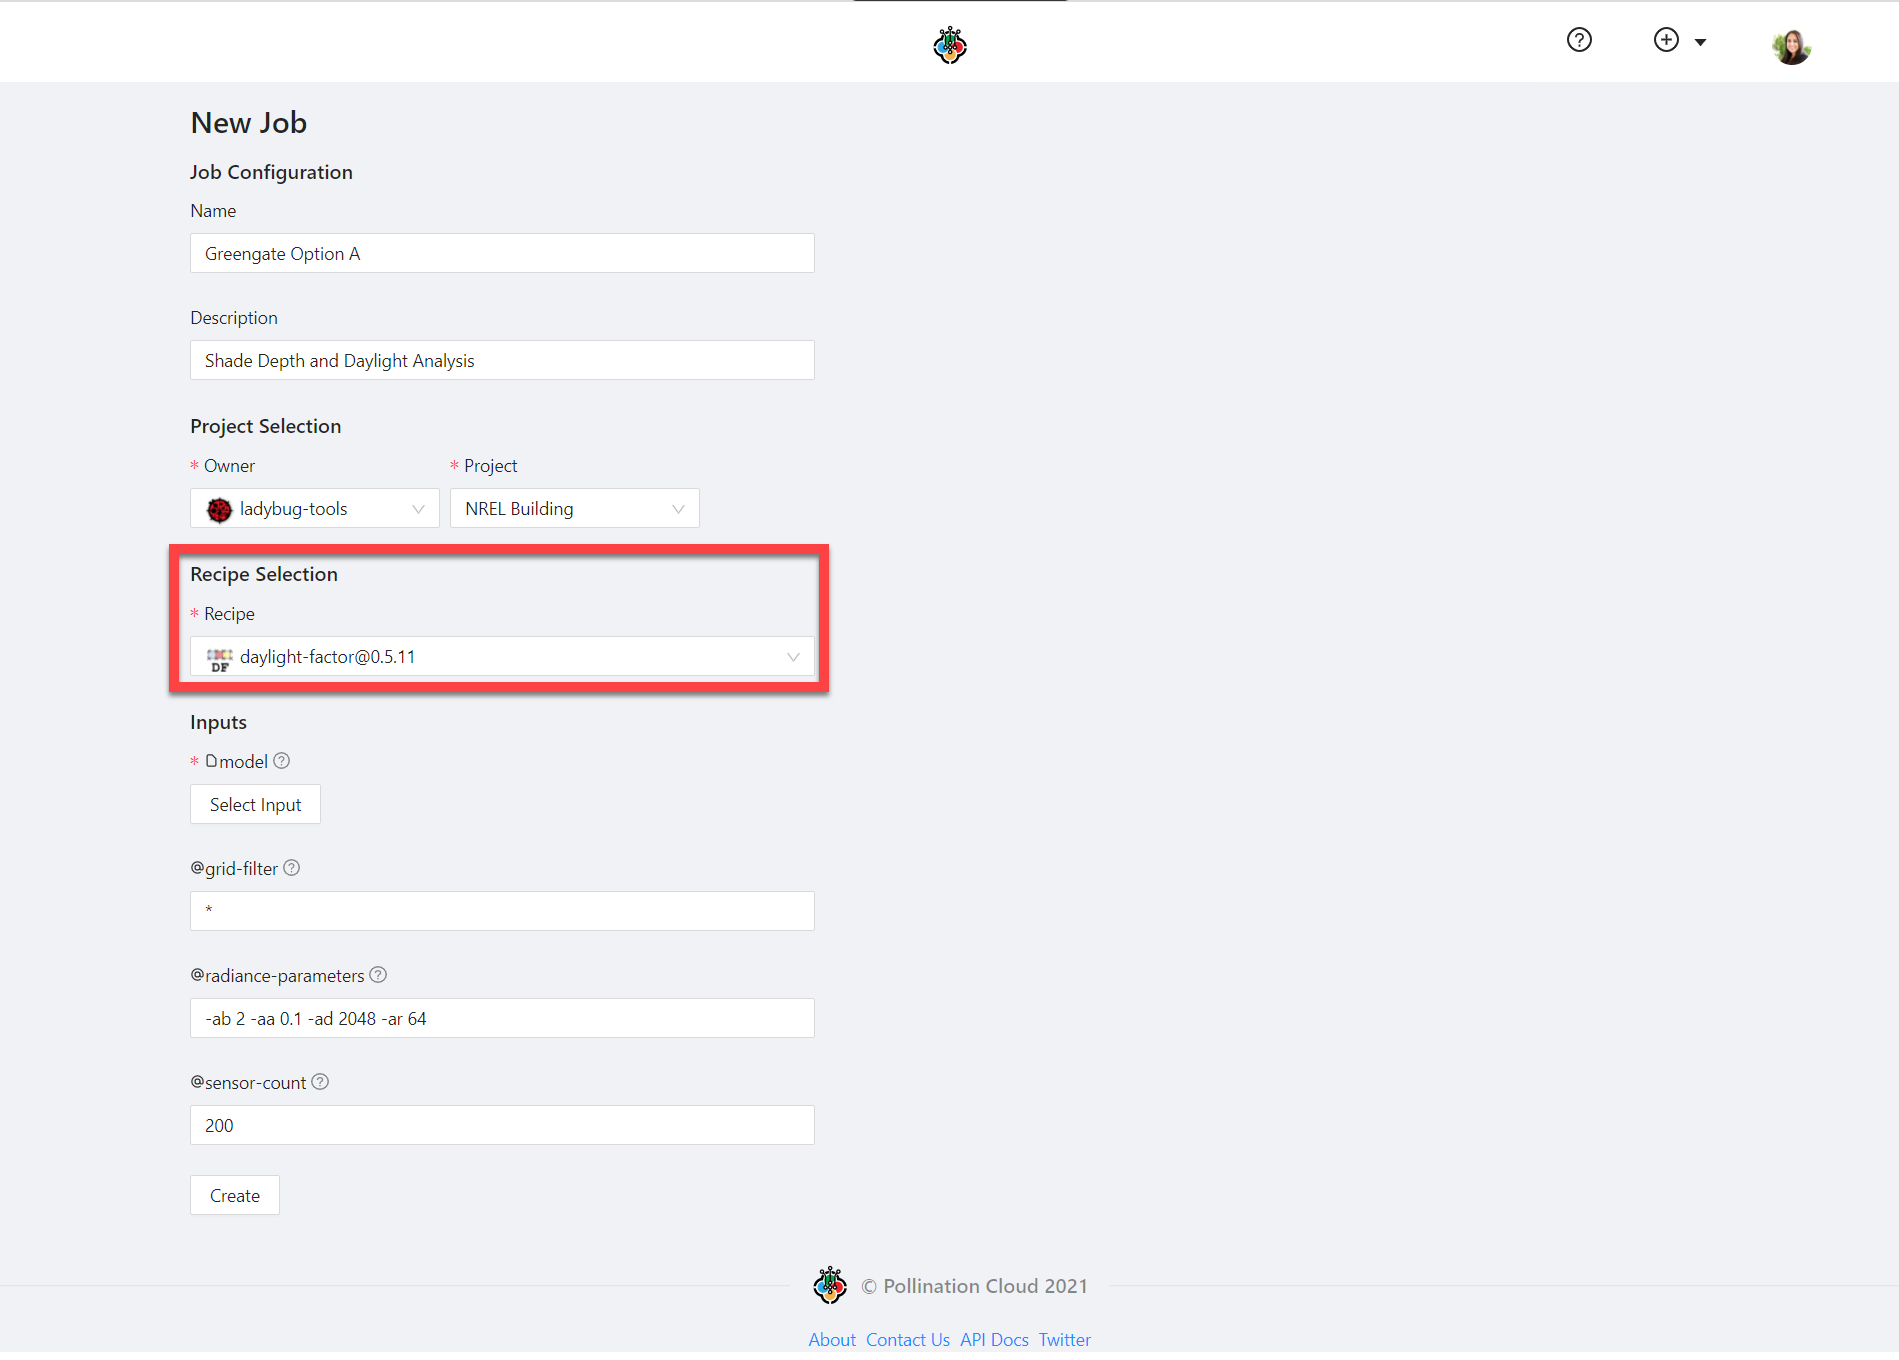 New Job
Job Configuration
Name
Greengate Option A
Description
Shade Depth and Daylight Analysis
Project Selection
* Owner * Project
ladybug-tools NREL Building
Recipe Selection
* Recipe
DF daylight-factor@0.5.11
Inputs
* model ?
Select Input
@grid-filter ?
*
@radiance-parameters ?
-ab 2 -aa 0.1 -ad 2048 -ar 64
@sensor-count ?
200
Create
© Pollination Cloud 2021
About Contact Us API Docs Twitter